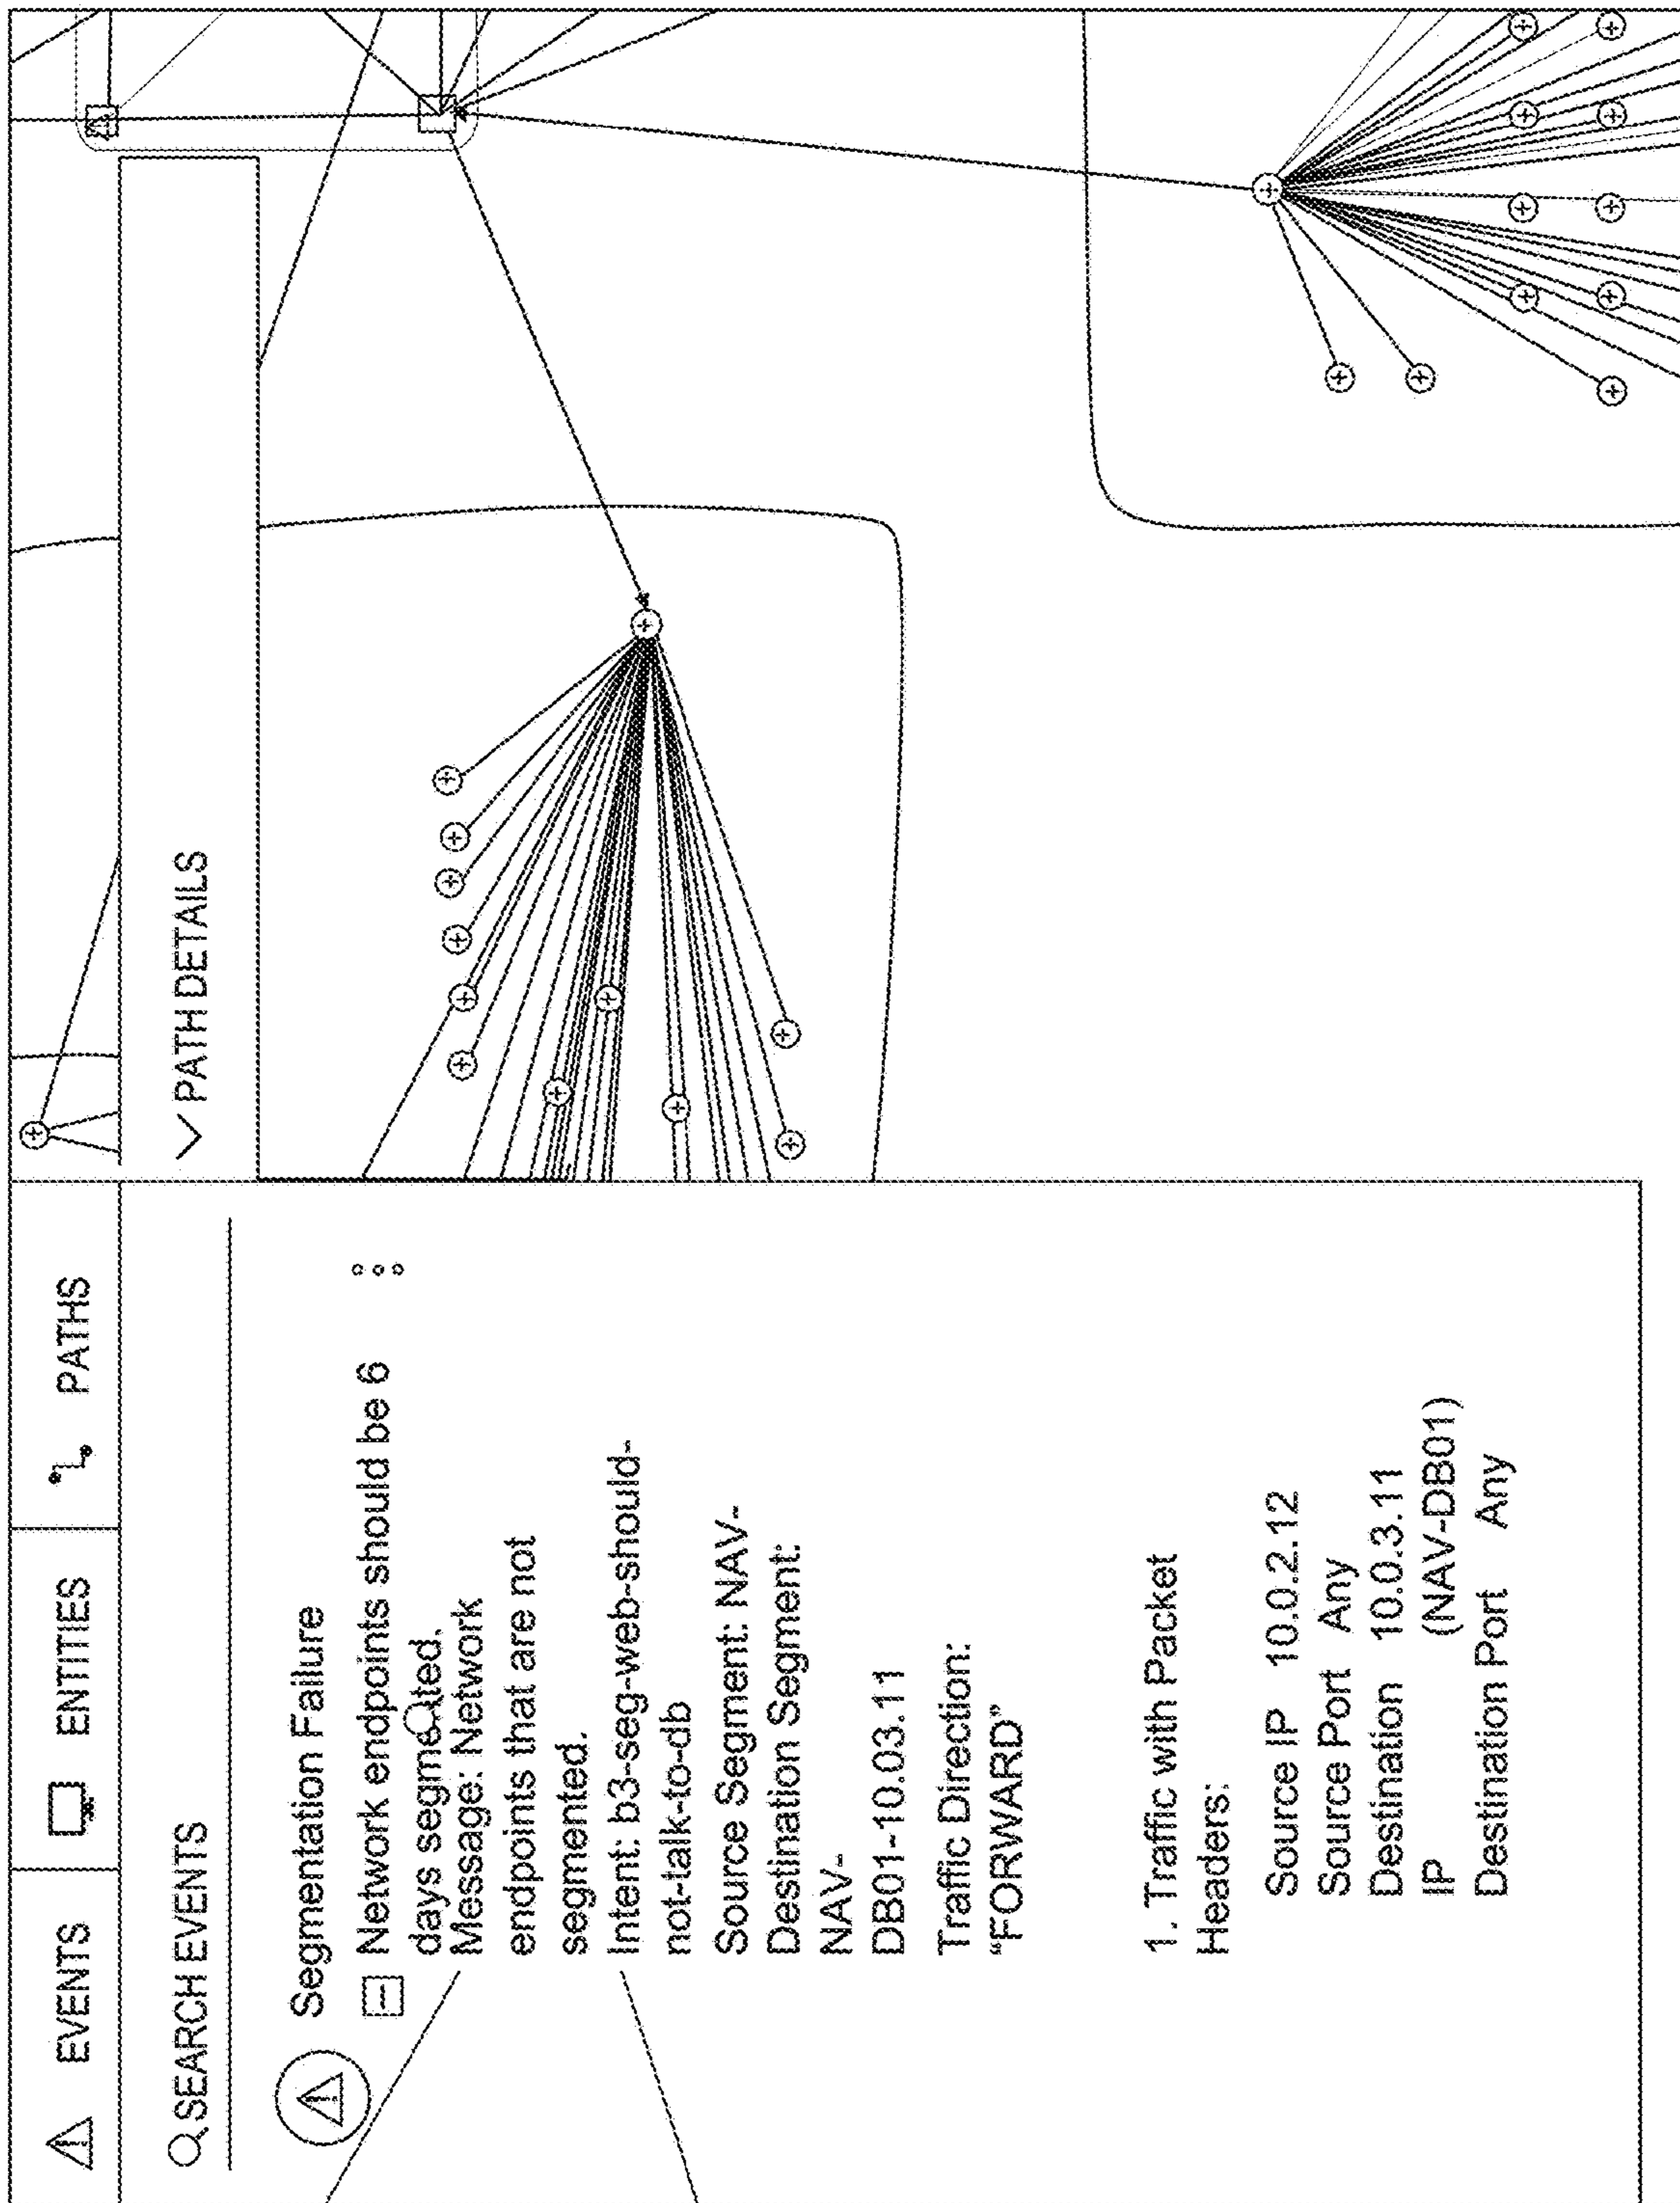 EVENTS
ENTITIES
PATHS
SEARCH EVENTS
PATH DETAILS
Segmentation Failure
Network endpoints should be 6
days segmented.
Message: Network
endpoints that are not
segmented.
Intent: b3-seg-web-should-
not-talk-to-db
Source Segment: NAV-
Destination Segment:
NAV-
DB01-10.03.11
Traffic Direction:
“FORWARD”
1. Traffic with Packet
Headers:
Source IP 10.0.2.12
Source Port Any
Destination 10.0.3.11
IP (NAV-DB01)
Destination Port Any